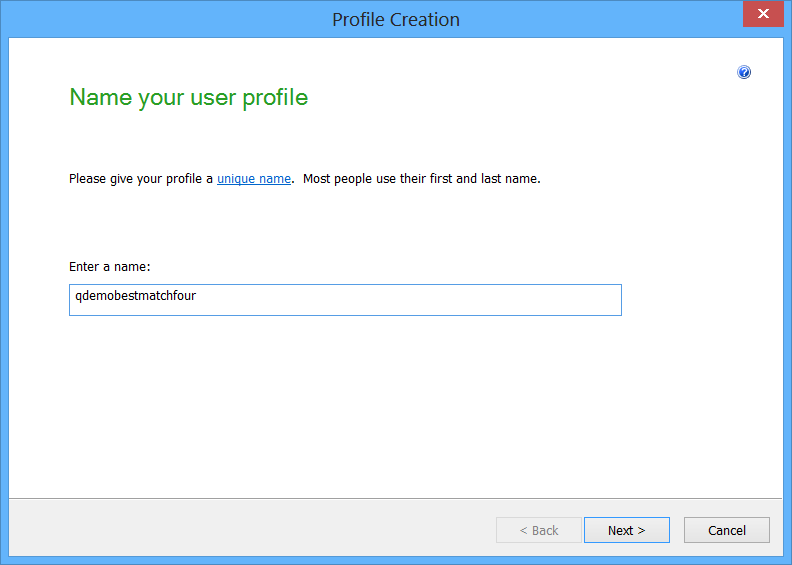 Profile Creation
Name your user profile
Please give your profile a unique name. Most people use their first and last name.
Enter a name:
qdemobestmatchfour
< Back Next > Cancel